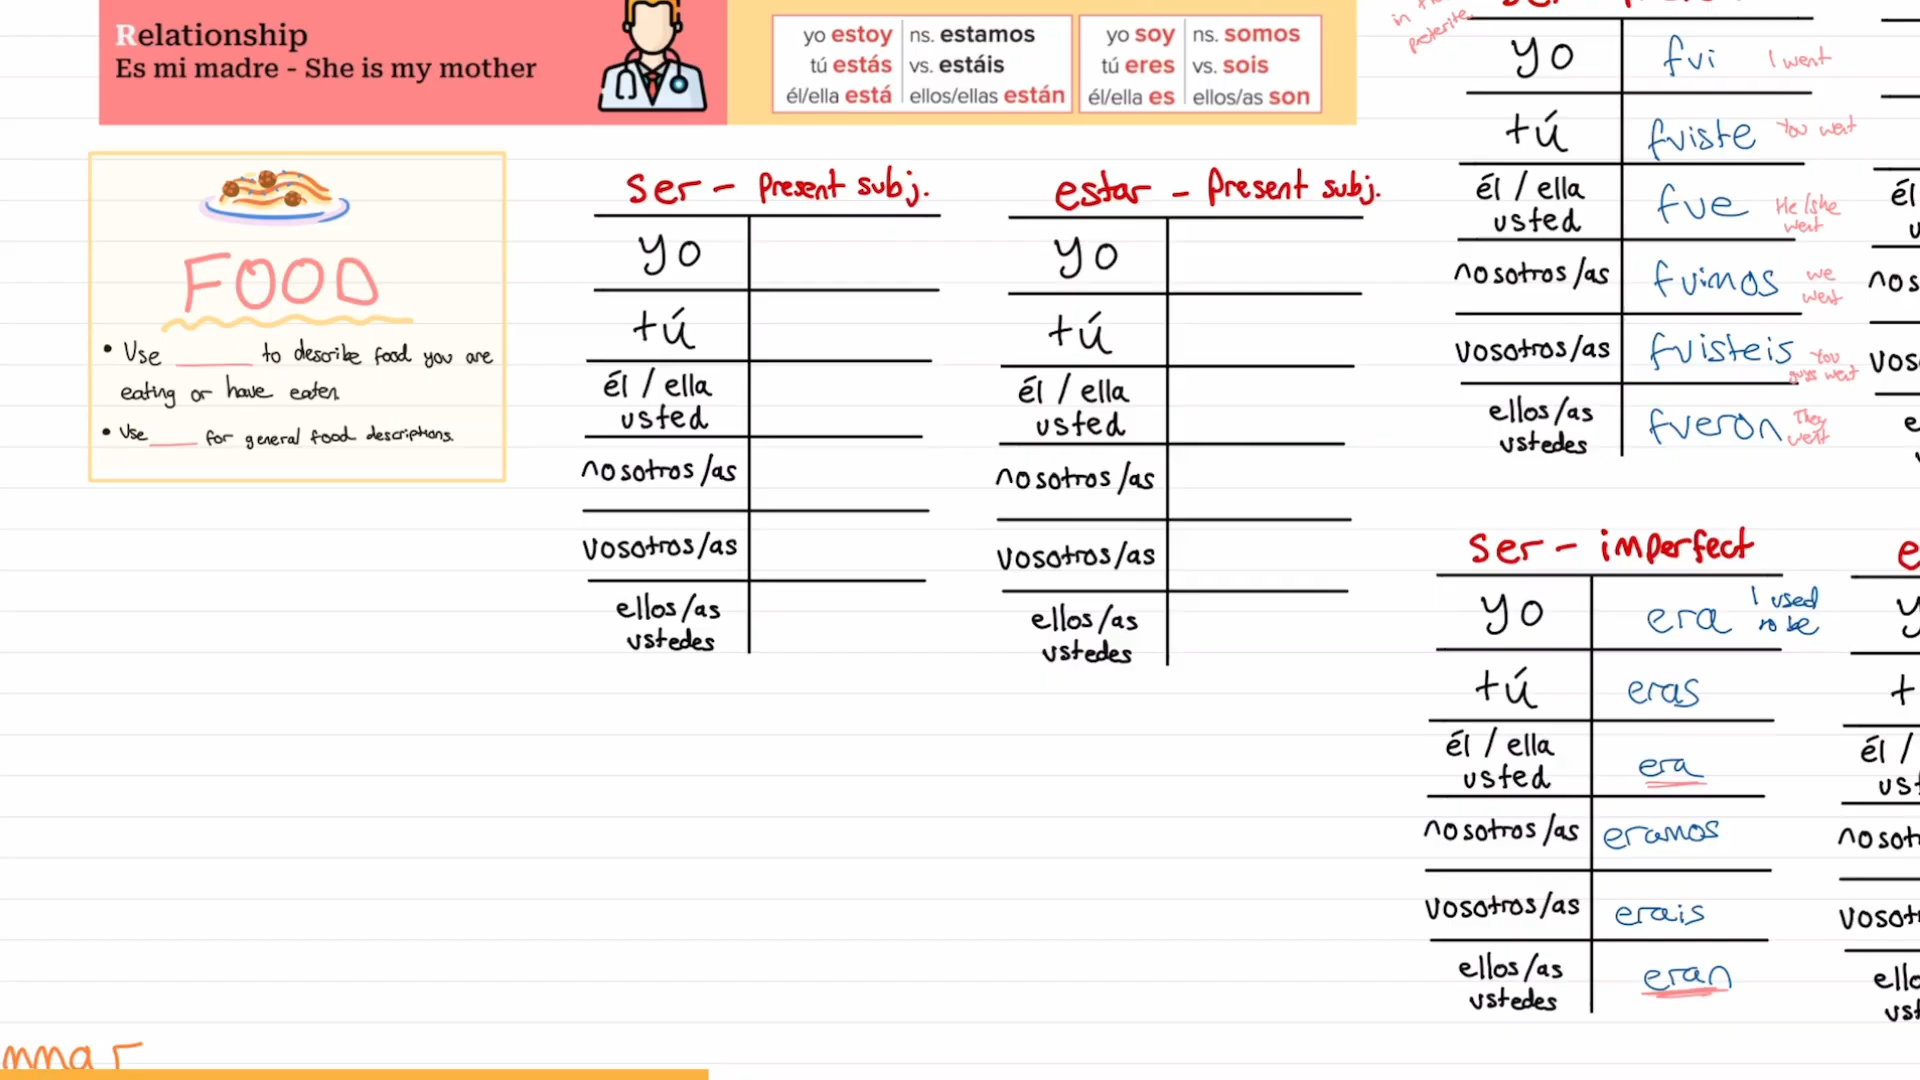 Relationship
Es mi madre - She is my mother
yo estoy ns. estamos
tú estás vs. estáis
él/ella está ellos/ellas están
yo soy ns. somos
tú eres vs. sois
él/ella es ellos/as son
FOOD
• Use ______ to describe food you are
eating or have eaten.
• Use ____ for general food descriptions.
ser - Present subj.
yo
tú
él / ella
usted
nosotros/as
vosotros/as
ellos/as
ustedes
estar - Present subj.
yo
tú
él / ella
usted
nosotros/as
vosotros/as
ellos/as
ustedes
preterite
yo fui I went
tú fuiste You went
él / ella
usted fue He/she
went
nosotros/as fuimos we
went
vosotros/as fuisteis You
guys went
ellos/as
ustedes fueron They
went
ser - imperfect
yo era I used
to be
tú eras
él / ella
usted era
nosotros/as eramos
vosotros/as erais
ellos/as
ustedes eran